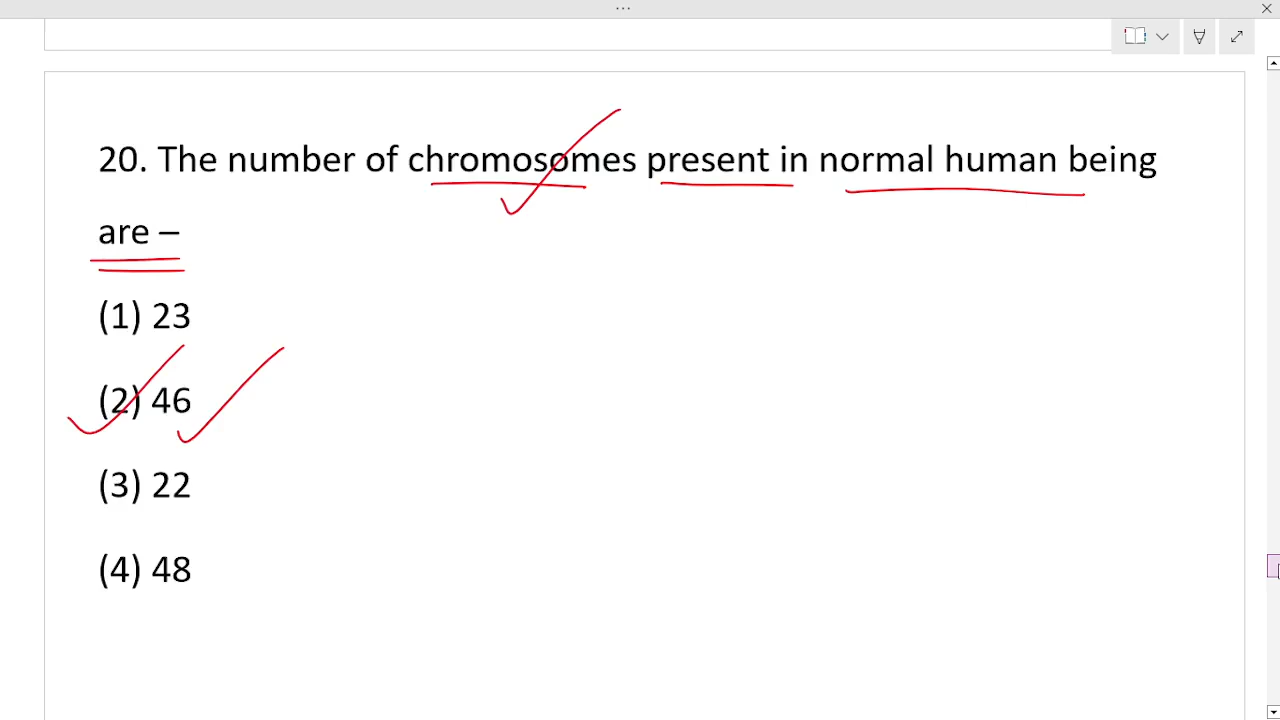 20. The number of chromosomes present in normal human being
are –
(1) 23
(2) 46
(3) 22
(4) 48